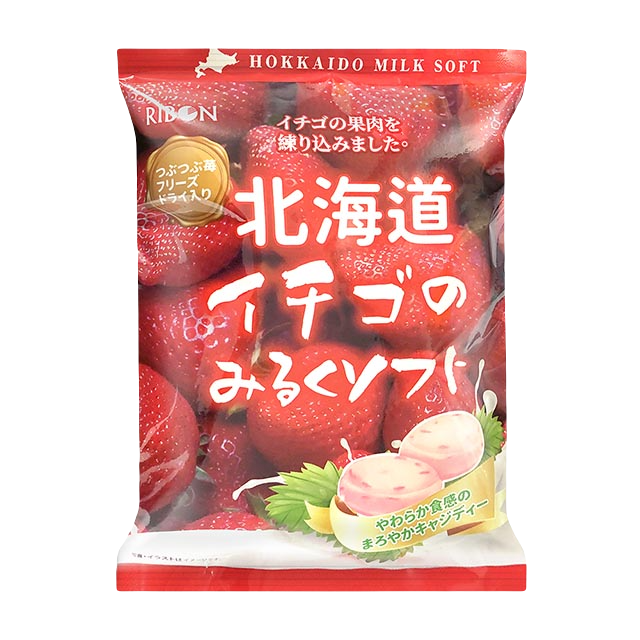 HOKKAIDO MILK SOFT
RIBON
イチゴの果肉を
練り込みました。
つぶつぶ苺
フリーズ
ドライ入り
北海道
イチゴの
みるくソフト
やわらか食感の
まろやかキャンディー